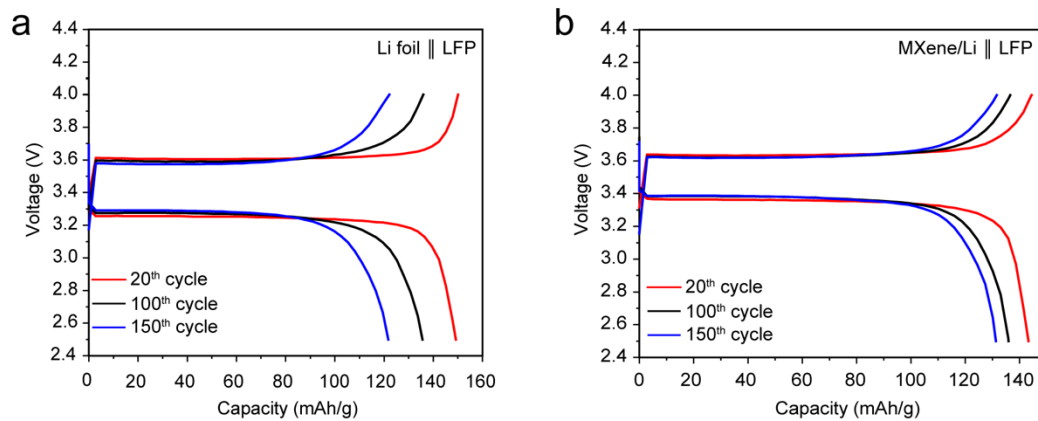 a
Li foil || LFP
4.4
4.2
4.0
3.8
3.6
3.4
3.2
3.0
2.8
2.6
2.4
Voltage (V)
20th cycle
100th cycle
150th cycle
0 20 40 60 80 100 120 140 160
Capacity (mAh/g)
b
MXene/Li || LFP
4.4
4.2
4.0
3.8
3.6
3.4
3.2
3.0
2.8
2.6
2.4
Voltage (V)
20th cycle
100th cycle
150th cycle
0 20 40 60 80 100 120 140
Capacity (mAh/g)